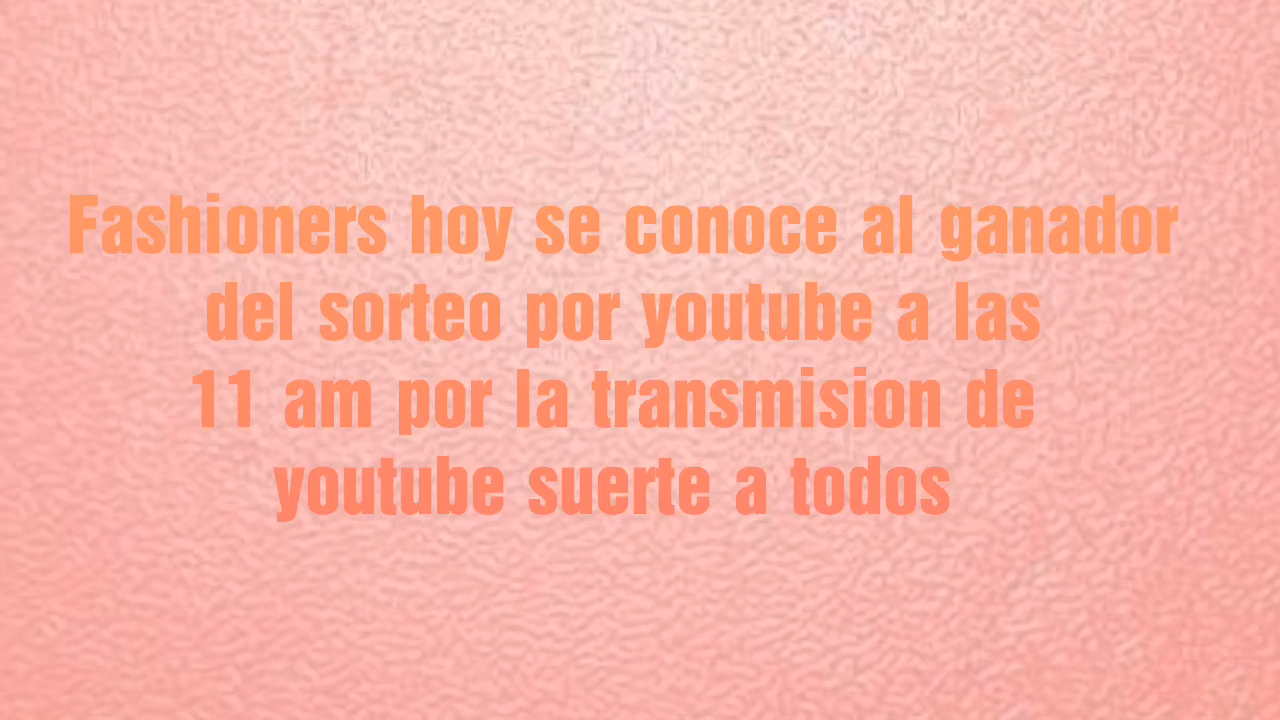 Fashioners hoy se conoce al ganador
del sorteo por youtube a las
11 am por la transmision de
youtube suerte a todos